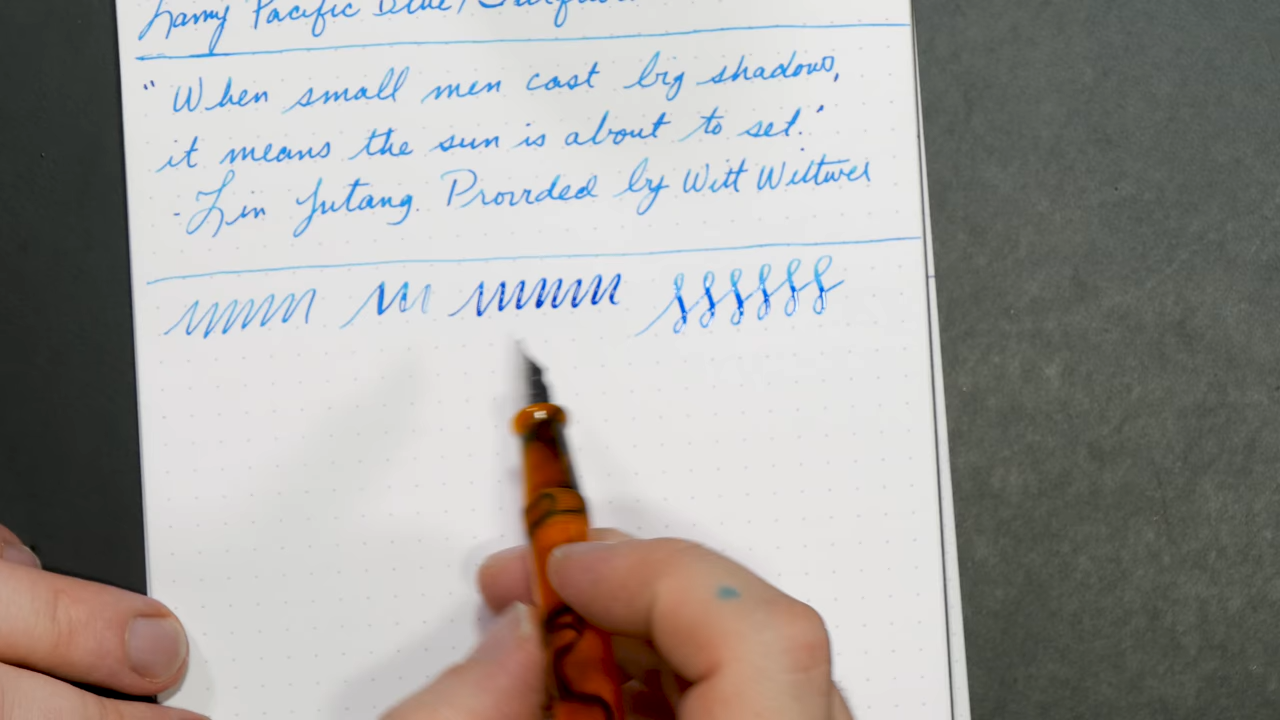 Lamy Pacific Blue /
"When small men cast big shadows,
it means the sun is about to set."
- Lin Yutang. Provided by Witt Wittwer